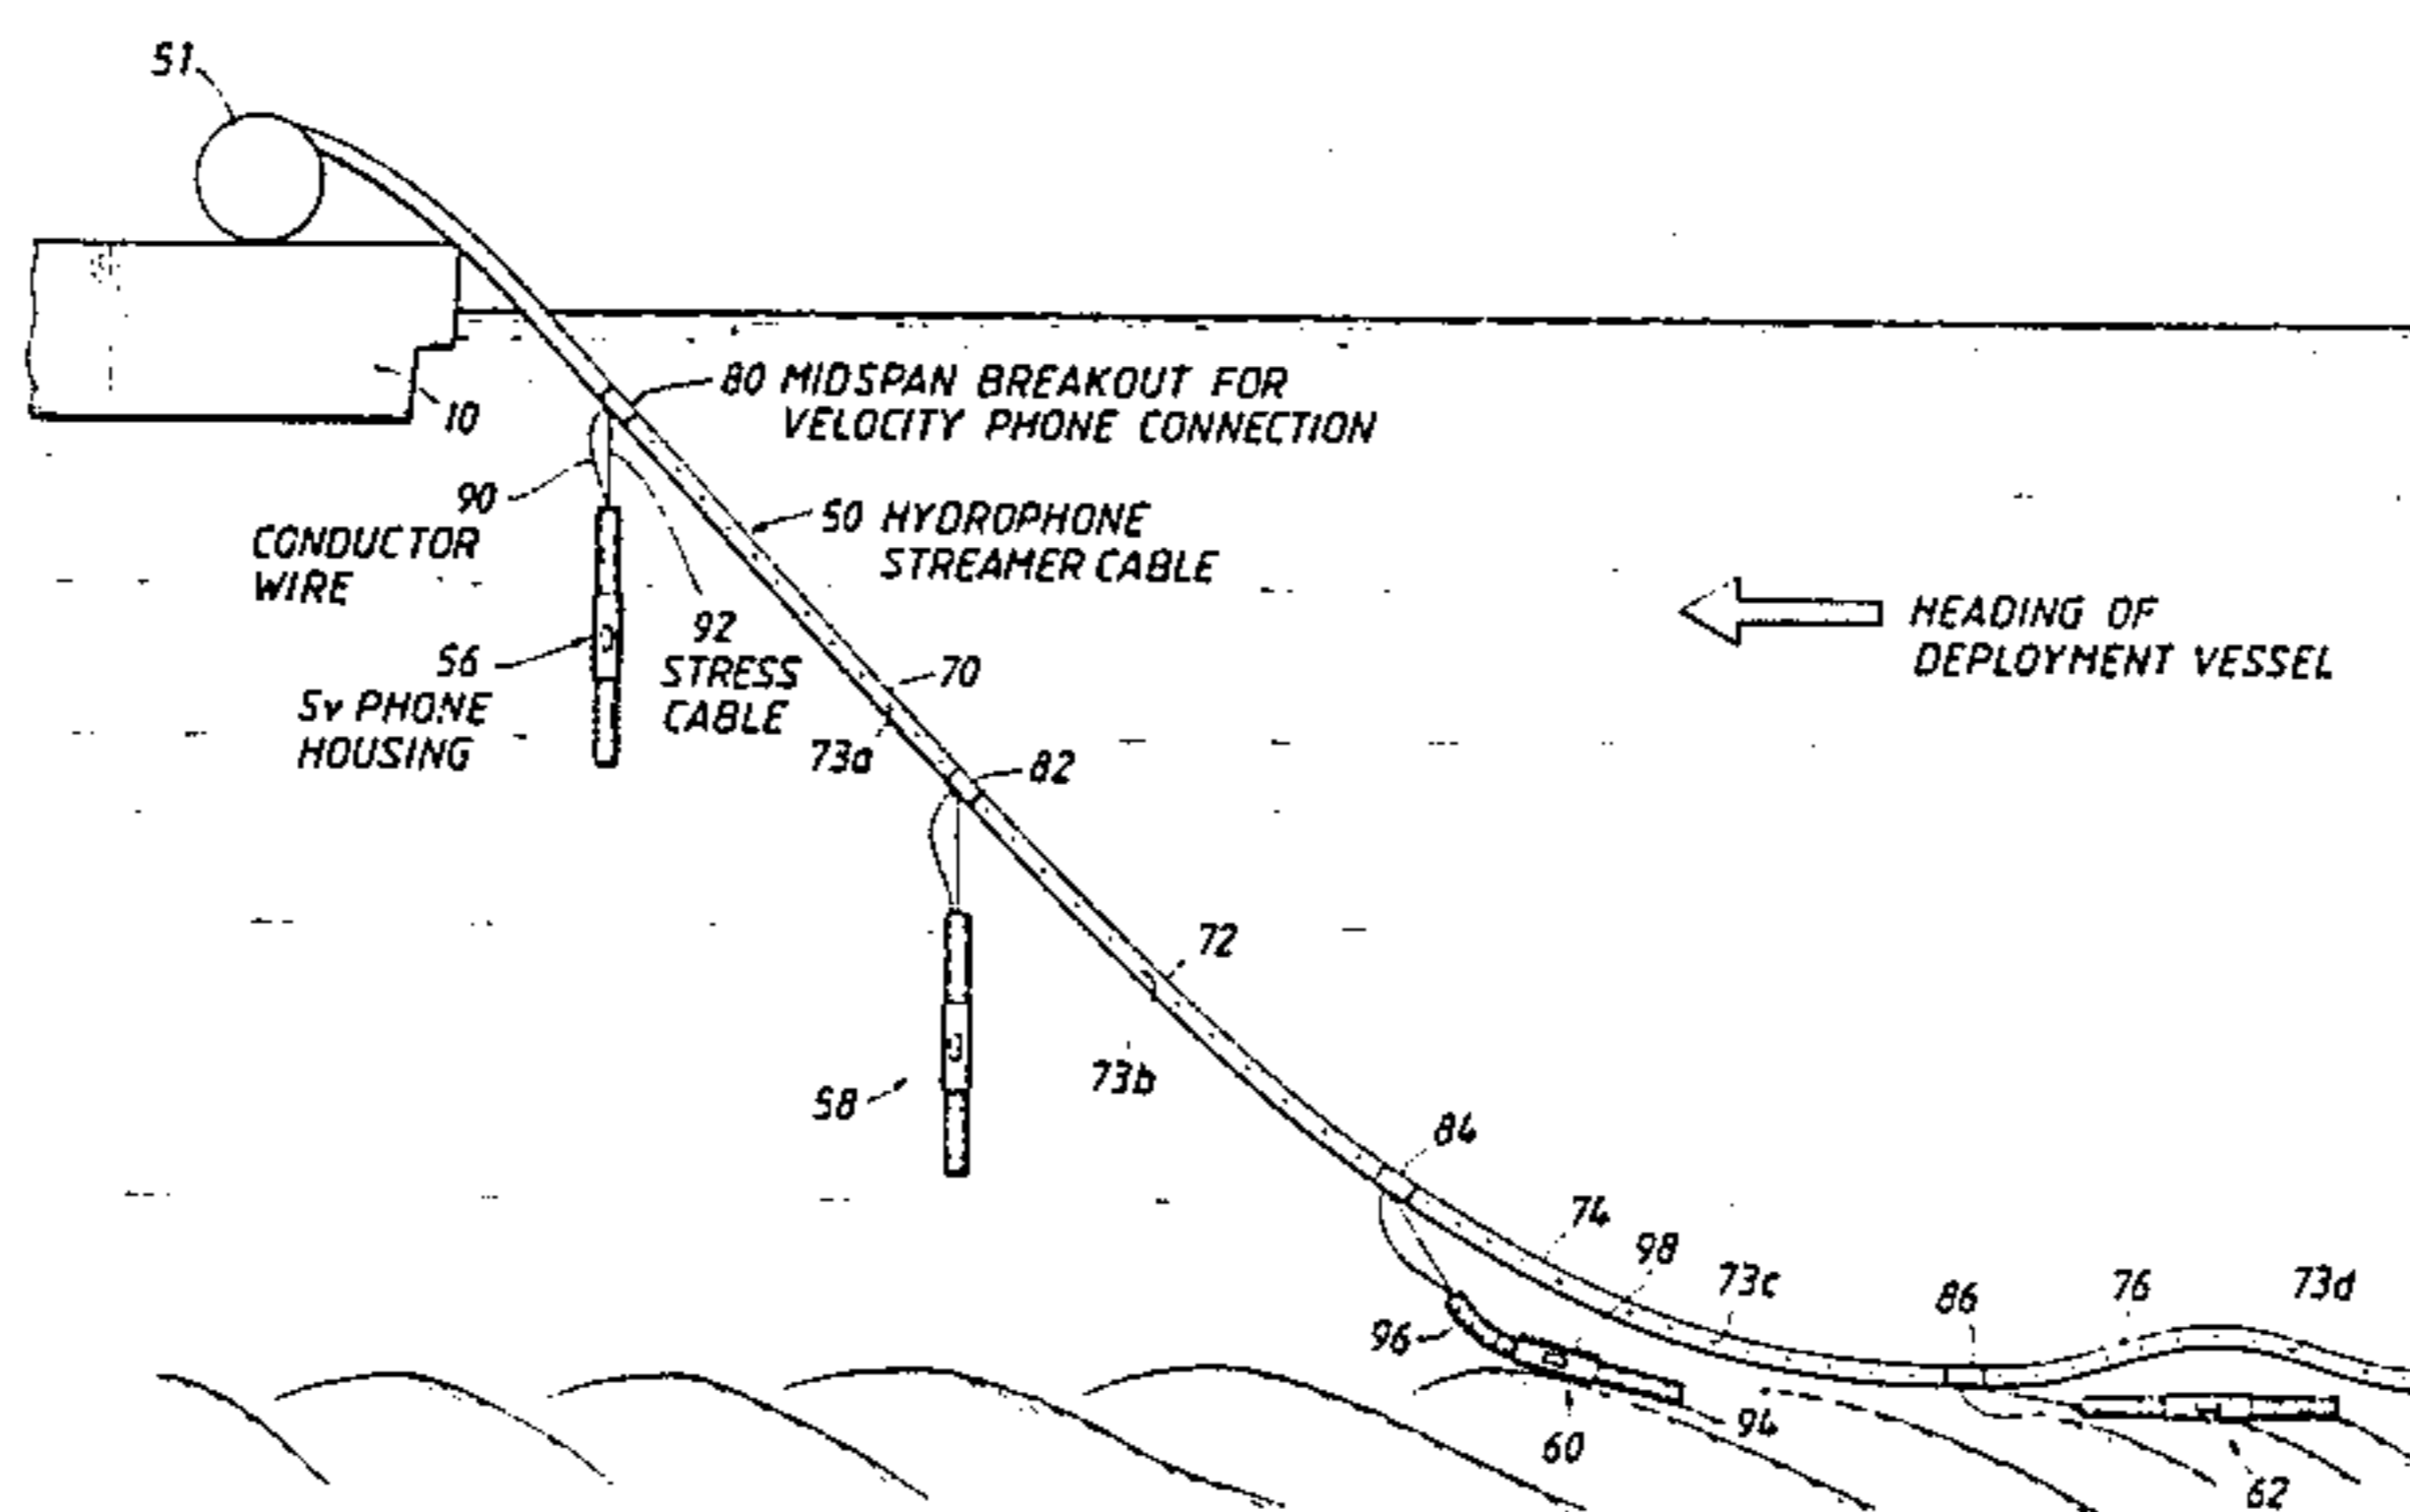 51
10
80 MIDSPAN BREAKOUT FOR
VELOCITY PHONE CONNECTION
90
CONDUCTOR
WIRE
50 HYDROPHONE
STREAMER CABLE
HEADING OF
DEPLOYMENT VESSEL
56
Sv PHONE
HOUSING
92
STRESS
CABLE
70
73a
82
72
73b
58
84
74
98
73c
86
76
73d
96
60
94
62